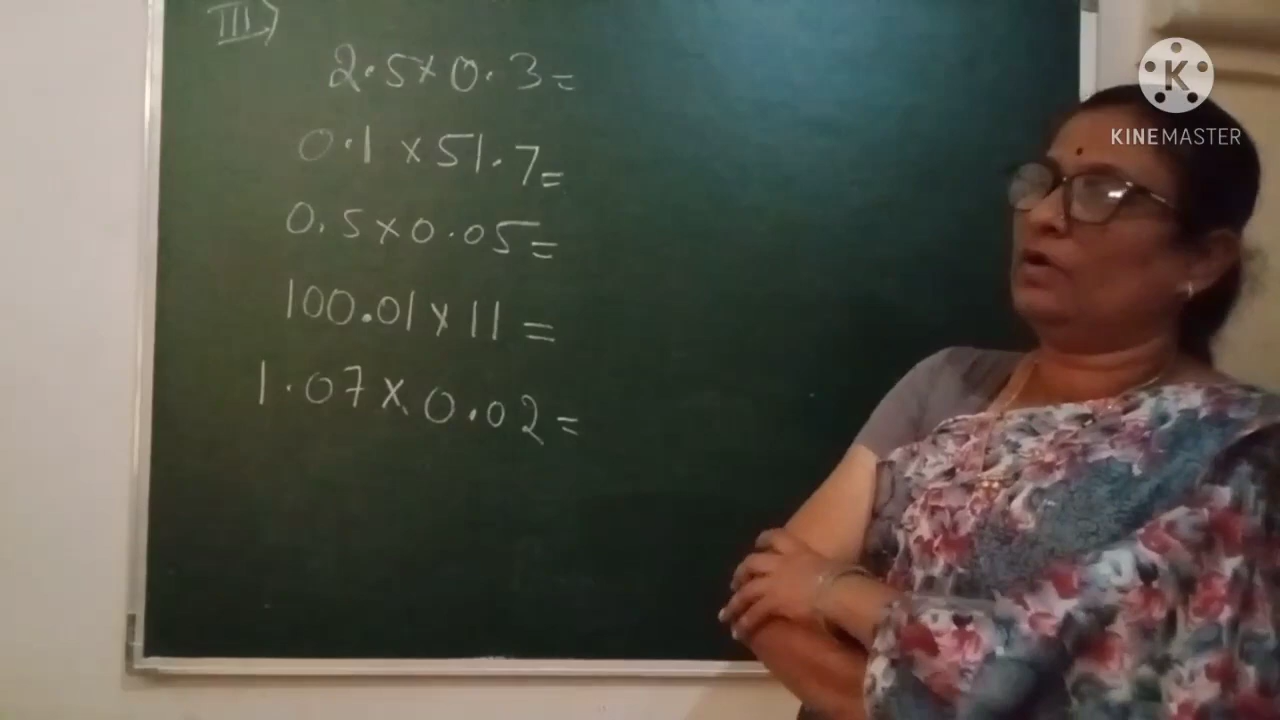 III)
2.5×0.3=
0.1×51.7=
0.5×0.05=
100.01×11=
1.07×0.02=
K
KINEMASTER